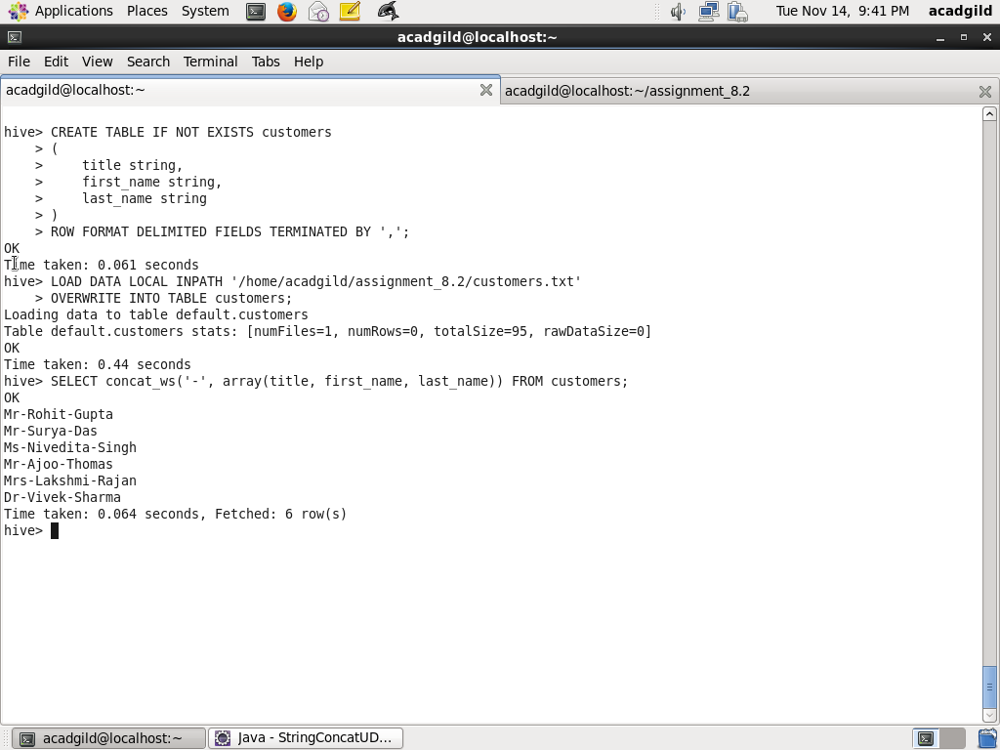 Applications Places System Tue Nov 14, 9:41 PM acadgild
acadgild@localhost:~
File Edit View Search Terminal Tabs Help
acadgild@localhost:~ acadgild@localhost:~/assignment_8.2
hive> CREATE TABLE IF NOT EXISTS customers
    > (
    >     title string,
    >     first_name string,
    >     last_name string
    > )
    > ROW FORMAT DELIMITED FIELDS TERMINATED BY ',';
OK
Time taken: 0.061 seconds
hive> LOAD DATA LOCAL INPATH '/home/acadgild/assignment_8.2/customers.txt'
    > OVERWRITE INTO TABLE customers;
Loading data to table default.customers
Table default.customers stats: [numFiles=1, numRows=0, totalSize=95, rawDataSize=0]
OK
Time taken: 0.44 seconds
hive> SELECT concat_ws('-', array(title, first_name, last_name)) FROM customers;
OK
Mr-Rohit-Gupta
Mr-Surya-Das
Ms-Nivedita-Singh
Mr-Ajoo-Thomas
Mrs-Lakshmi-Rajan
Dr-Vivek-Sharma
Time taken: 0.064 seconds, Fetched: 6 row(s)
hive>
acadgild@localhost:~ Java - StringConcatUD...